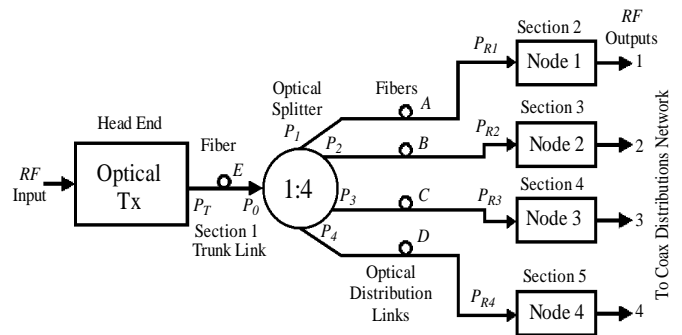 RF
Outputs
Section 2
P_R1
Node 1
1
Optical
Splitter
Fibers
A
P_1
Section 3
Head End
Fiber
P_2
B
P_R2
Node 2
2
E
RF
Input
Optical
Tx
1:4
Section 4
P_T
P_0
P_3
C
P_R3
Node 3
3
Section 1
Trunk Link
P_4
D
Section 5
Optical
Distribution
Links
P_R4
Node 4
4
To Coax Distributions Network